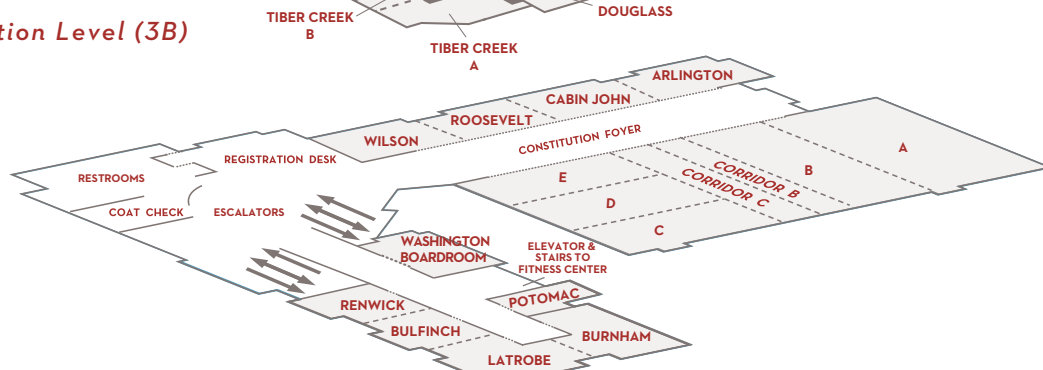 DOUGLASS
TIBER CREEK
B
tion Level (3B)
TIBER CREEK
A
ARLINGTON
CABIN JOHN
ROOSEVELT
WILSON
CONSTITUTION FOYER
A
REGISTRATION DESK
B
RESTROOMS
E
CORRIDOR B
CORRIDOR C
D
COAT CHECK
ESCALATORS
C
WASHINGTON
BOARDROOM
ELEVATOR &
STAIRS TO
FITNESS CENTER
POTOMAC
RENWICK
BULFINCH
BURNHAM
LATROBE